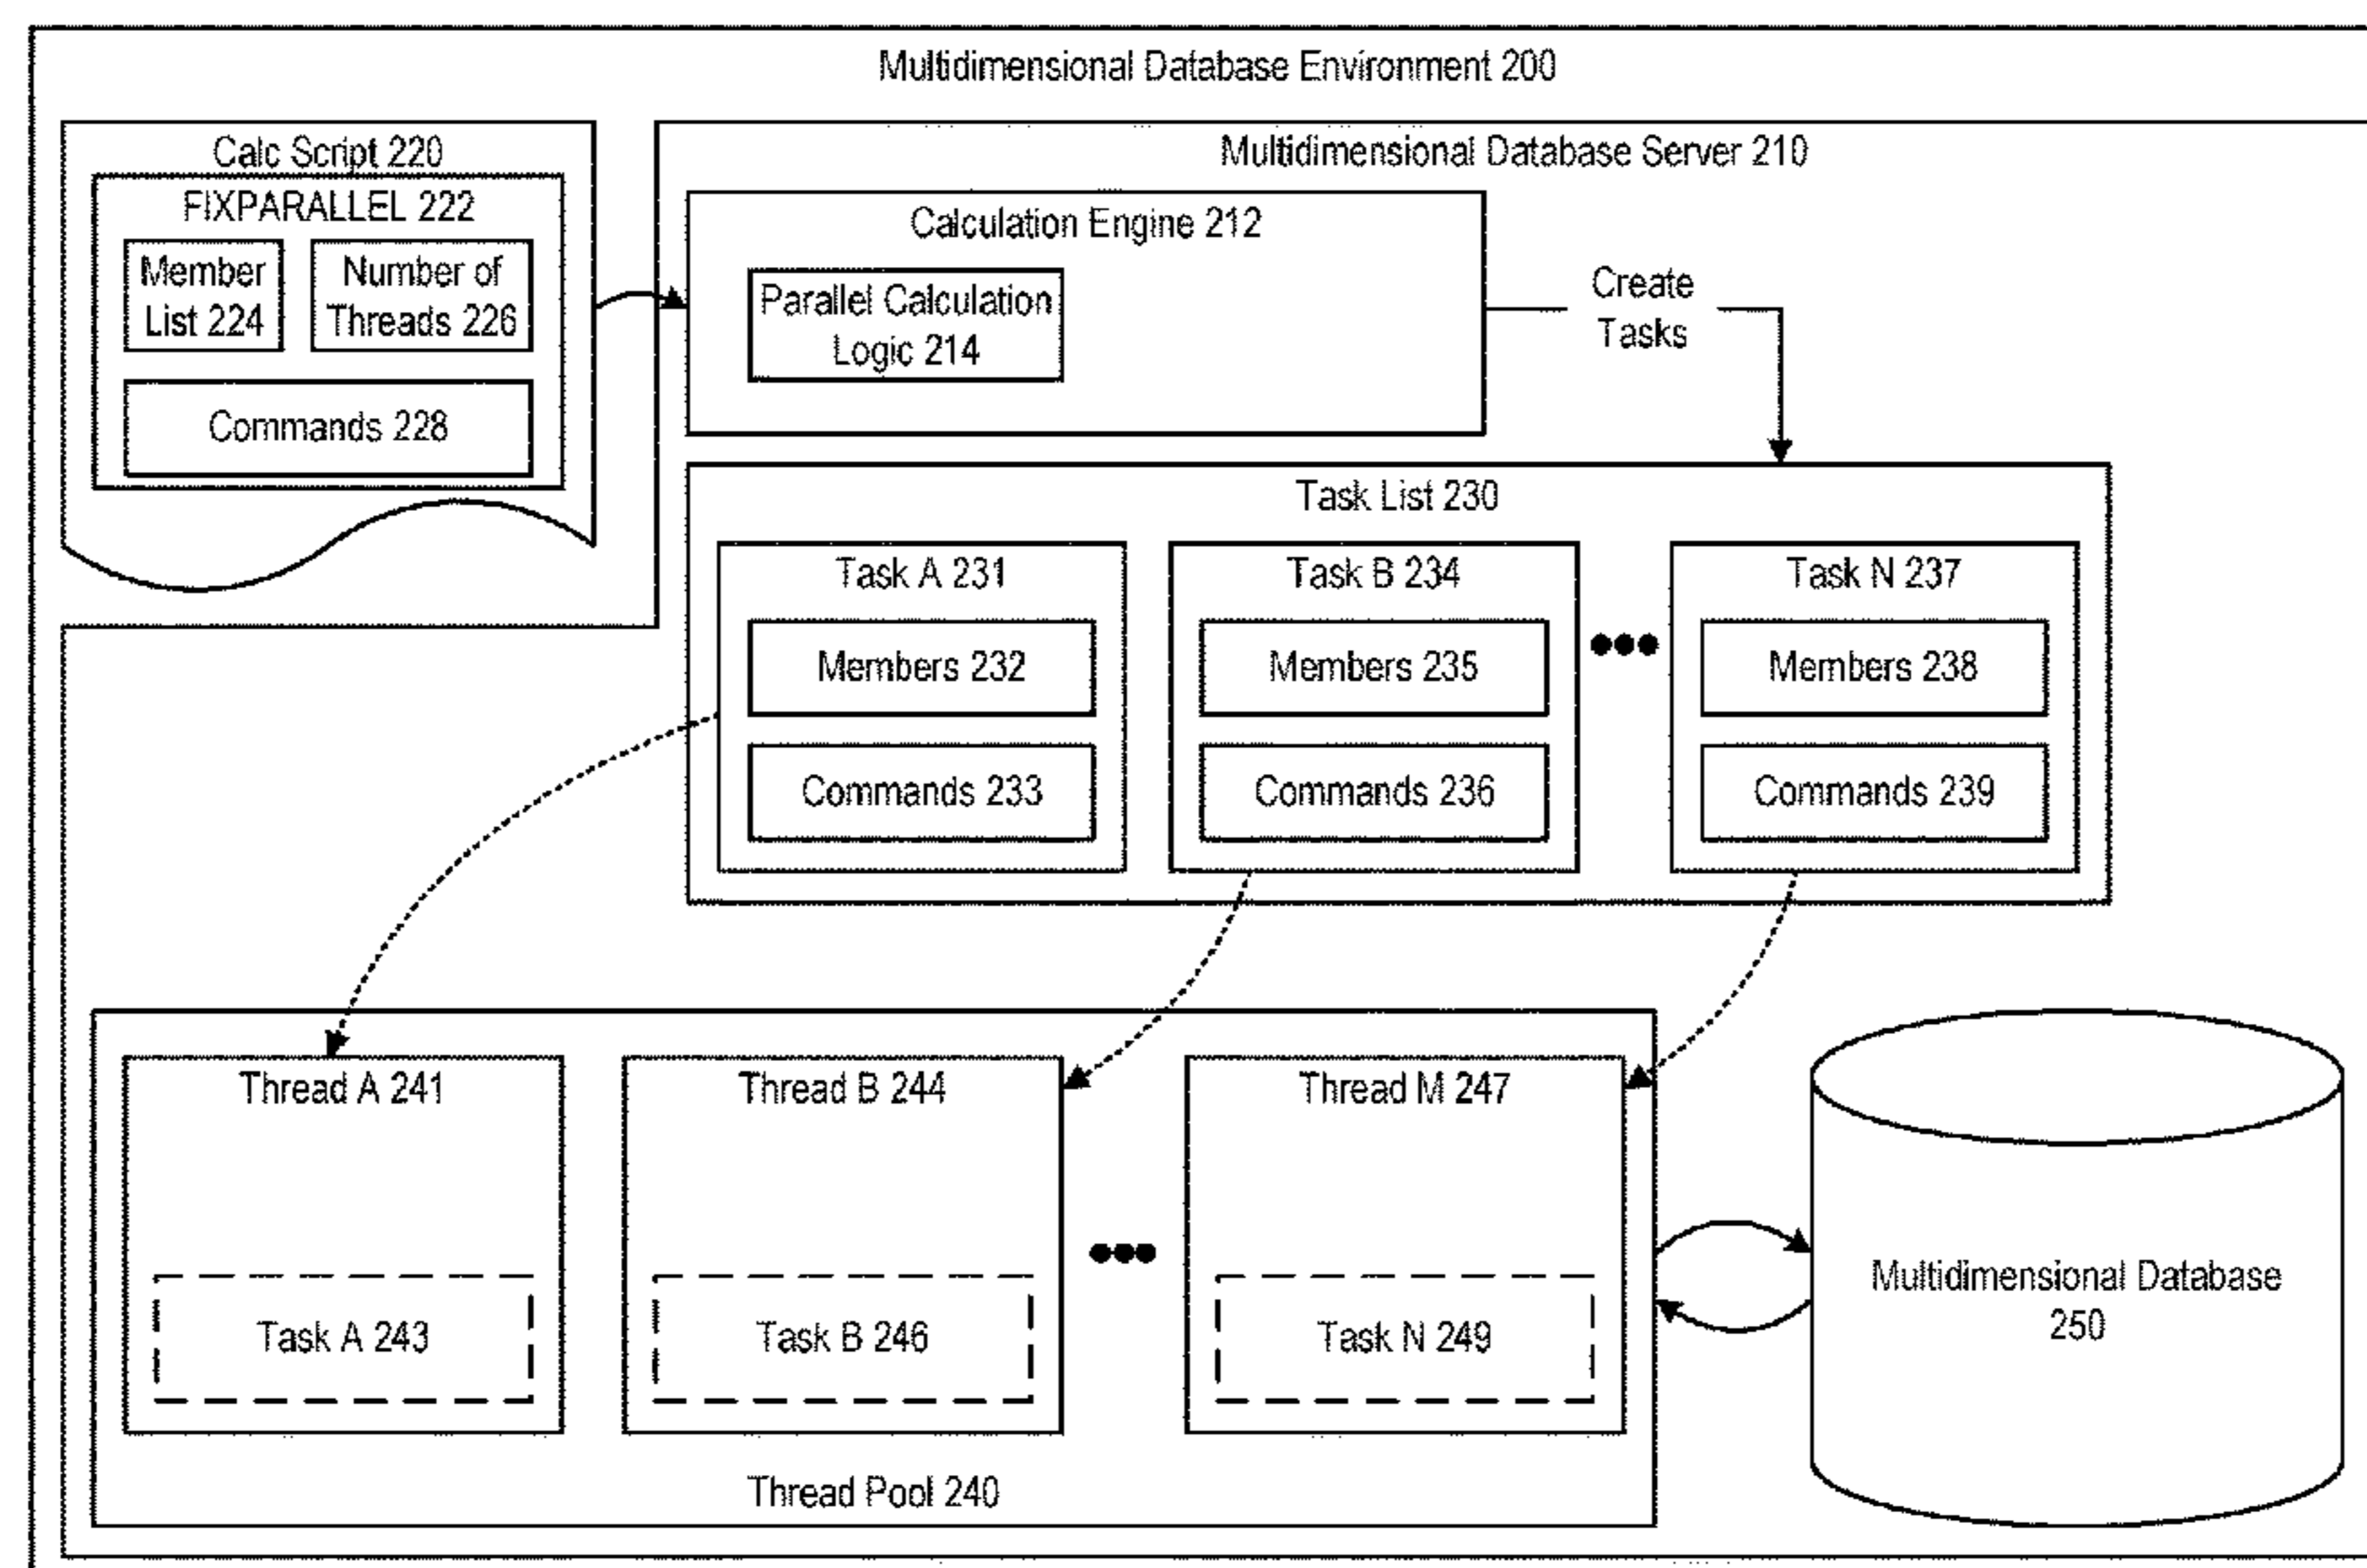 Multidimensional Database Environment 200
Calc Script 220
FIXPARALLEL 222
Member
List 224
Number of
Threads 226
Commands 228
Multidimensional Database Server 210
Calculation Engine 212
Parallel Calculation
Logic 214
Create
Tasks
Task List 230
Task A 231
Members 232
Commands 233
Task B 234
Members 235
Commands 236
Task N 237
Members 238
Commands 239
Thread A 241
Task A 243
Thread B 244
Task B 246
Thread M 247
Task N 249
Thread Pool 240
Multidimensional Database
250